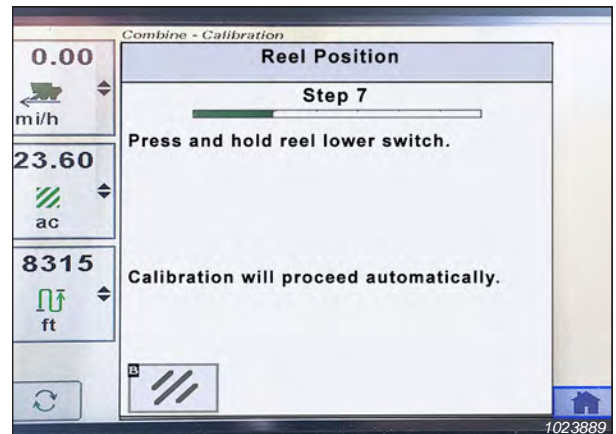 Combine - Calibration
0.00
mi/h
23.60
ac
8315
ft
Reel Position
Step 7
Press and hold reel lower switch.
Calibration will proceed automatically.
B
1023889